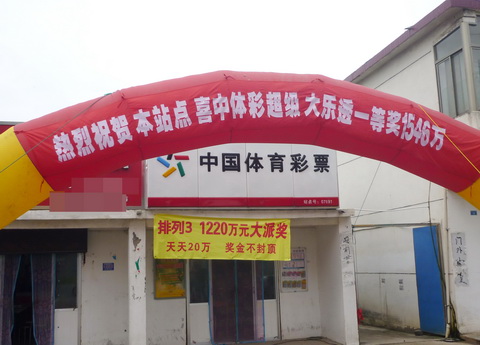 熱烈祝贺 本站点 喜中体彩超级 大乐透一等奖1546万
中国体育彩票
排列3 1220万元大派奖
天天20万 奖金不封顶